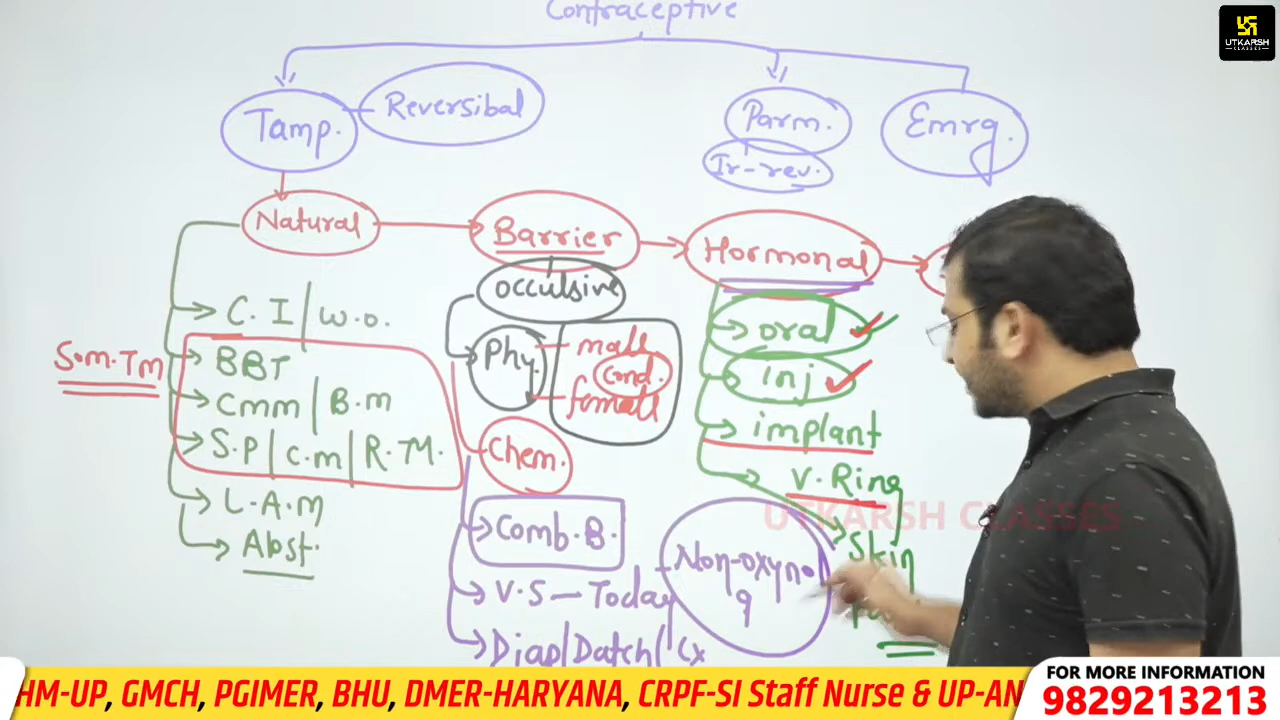 Contraceptive
UTKARSH
CLASSES
Tamp.
Reversibal
Parm.
Ir-rev.
Emrg.
Natural
Barrier
Hormonal
occulsive
C.I | w.o.
S.m.Tm
BBT
Cmm | B.m
S.P | C.m | R.T.M.
L.A.M
Abst.
Phy.
male
Cond.
female
Chem.
Comb.B.
V.S — Today
Diap/Datch/Cx
Non-oxynol
9
oral
Inj
implant
V.Ring
Skin
UTKARSH CLASSES
HM-UP, GMCH, PGIMER, BHU, DMER-HARYANA, CRPF-SI Staff Nurse & UP-AN
FOR MORE INFORMATION
9829213213